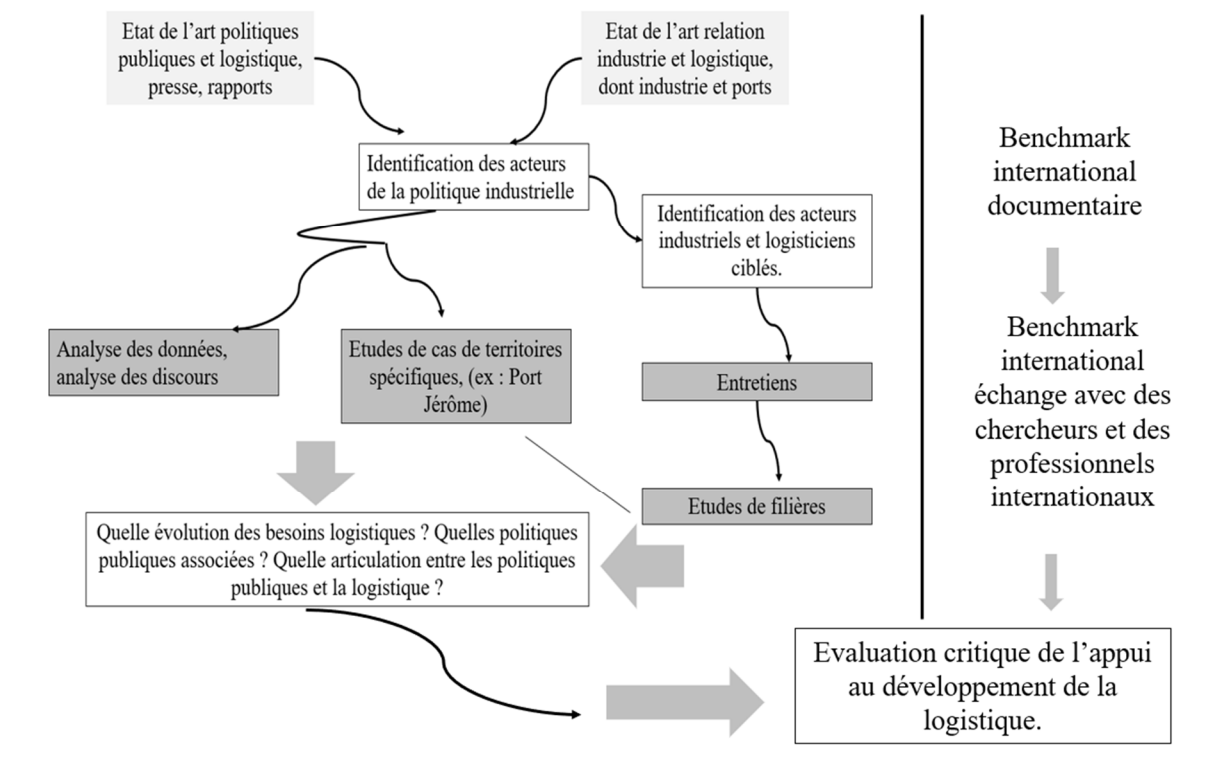 Etat de l’art politiques
publiques et logistique,
presse, rapports
Etat de l’art relation
industrie et logistique,
dont industrie et ports
Identification des acteurs
de la politique industrielle
Identification des acteurs
industriels et logisticiens
ciblés.
Analyse des données,
analyse des discours
Etudes de cas de territoires
spécifiques, (ex : Port
Jérôme)
Entretiens
Etudes de filières
Quelle évolution des besoins logistiques ? Quelles politiques
publiques associées ? Quelle articulation entre les politiques
publiques et la logistique ?
Benchmark
international
documentaire
Benchmark
international
échange avec des
chercheurs et des
professionnels
internationaux
Evaluation critique de l’appui
au développement de la
logistique.